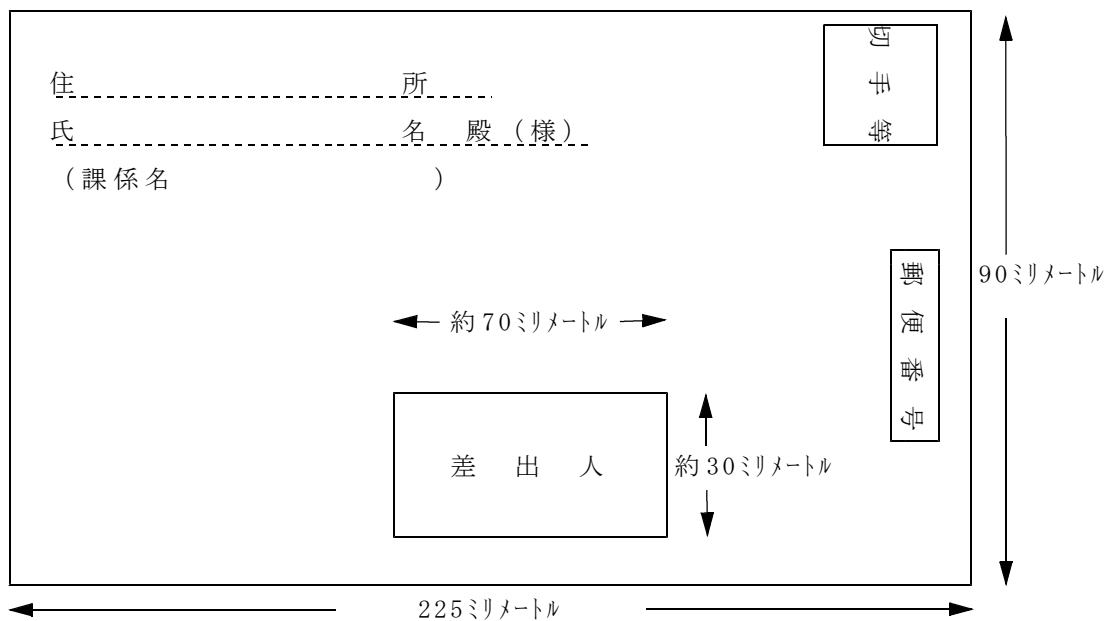 切手等
住 所
氏 名 殿（様）
（課係名 ）
90ﾐﾘﾒｰﾄﾙ
郵便番号
約70ﾐﾘﾒｰﾄﾙ
差 出 人
約30ﾐﾘﾒｰﾄﾙ
225ﾐﾘﾒｰﾄﾙ